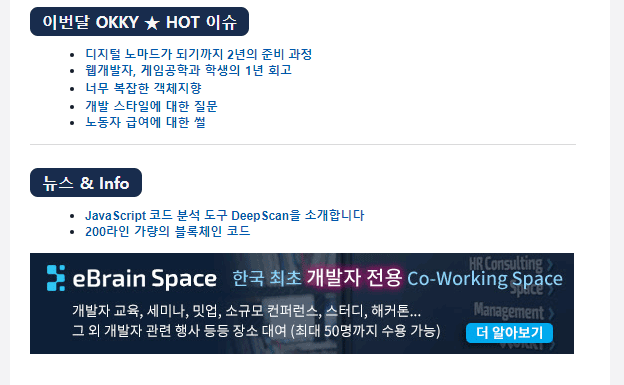 이번달 OKKY ★ HOT 이슈
디지털 노마드가 되기까지 2년의 준비 과정
웹개발자, 게임공학과 학생의 1년 회고
너무 복잡한 객체지향
개발 스타일에 대한 질문
노동자 급여에 대한 썰
뉴스 & Info
JavaScript 코드 분석 도구 DeepScan을 소개합니다
200라인 가량의 블록체인 코드
eBrain Space 한국 최초 개발자 전용 Co-Working Space
HR Consulting
Space
개발자 교육, 세미나, 밋업, 소규모 컨퍼런스, 스터디, 해커톤...
Management
그 외 개발자 관련 행사 등등 장소 대여 (최대 50명까지 수용 가능)
더 알아보기